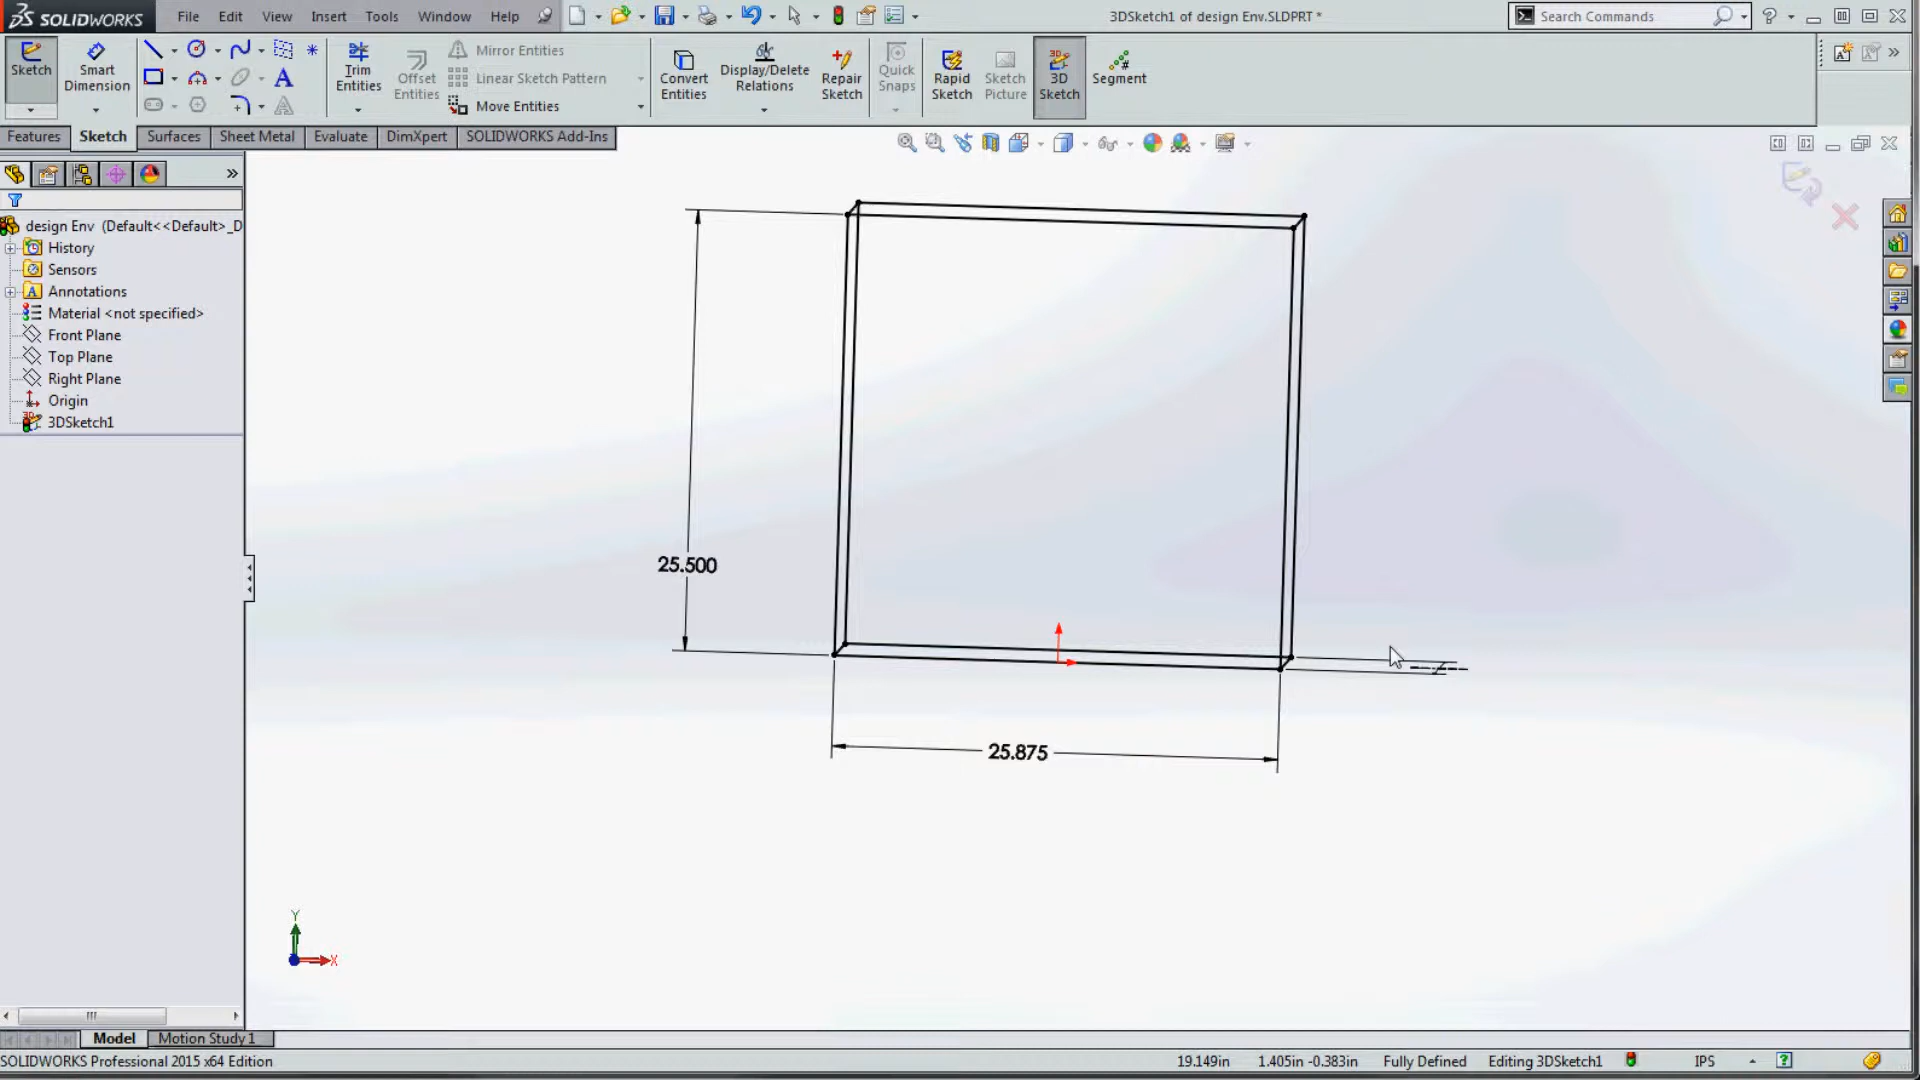 SOLIDWORKS File Edit View Insert Tools Window Help 3DSketch1 of design Env.SLDPRT * Search Commands ?
Sketch Smart Dimension Trim Entities Offset Entities Mirror Entities Linear Sketch Pattern Move Entities Convert Entities Display/Delete Relations Repair Sketch Quick Snaps Rapid Sketch Sketch Picture 3D Sketch Segment
Features Sketch Surfaces Sheet Metal Evaluate DimXpert SOLIDWORKS Add-Ins
design Env (Default<<Default>_D
History
Sensors
Annotations
Material <not specified>
Front Plane
Top Plane
Right Plane
Origin
3DSketch1
25.500
25.875
Y
X
Model Motion Study 1
SOLIDWORKS Professional 2015 x64 Edition 19.149in 1.405in -0.383in Fully Defined Editing 3DSketch1 IPS ?